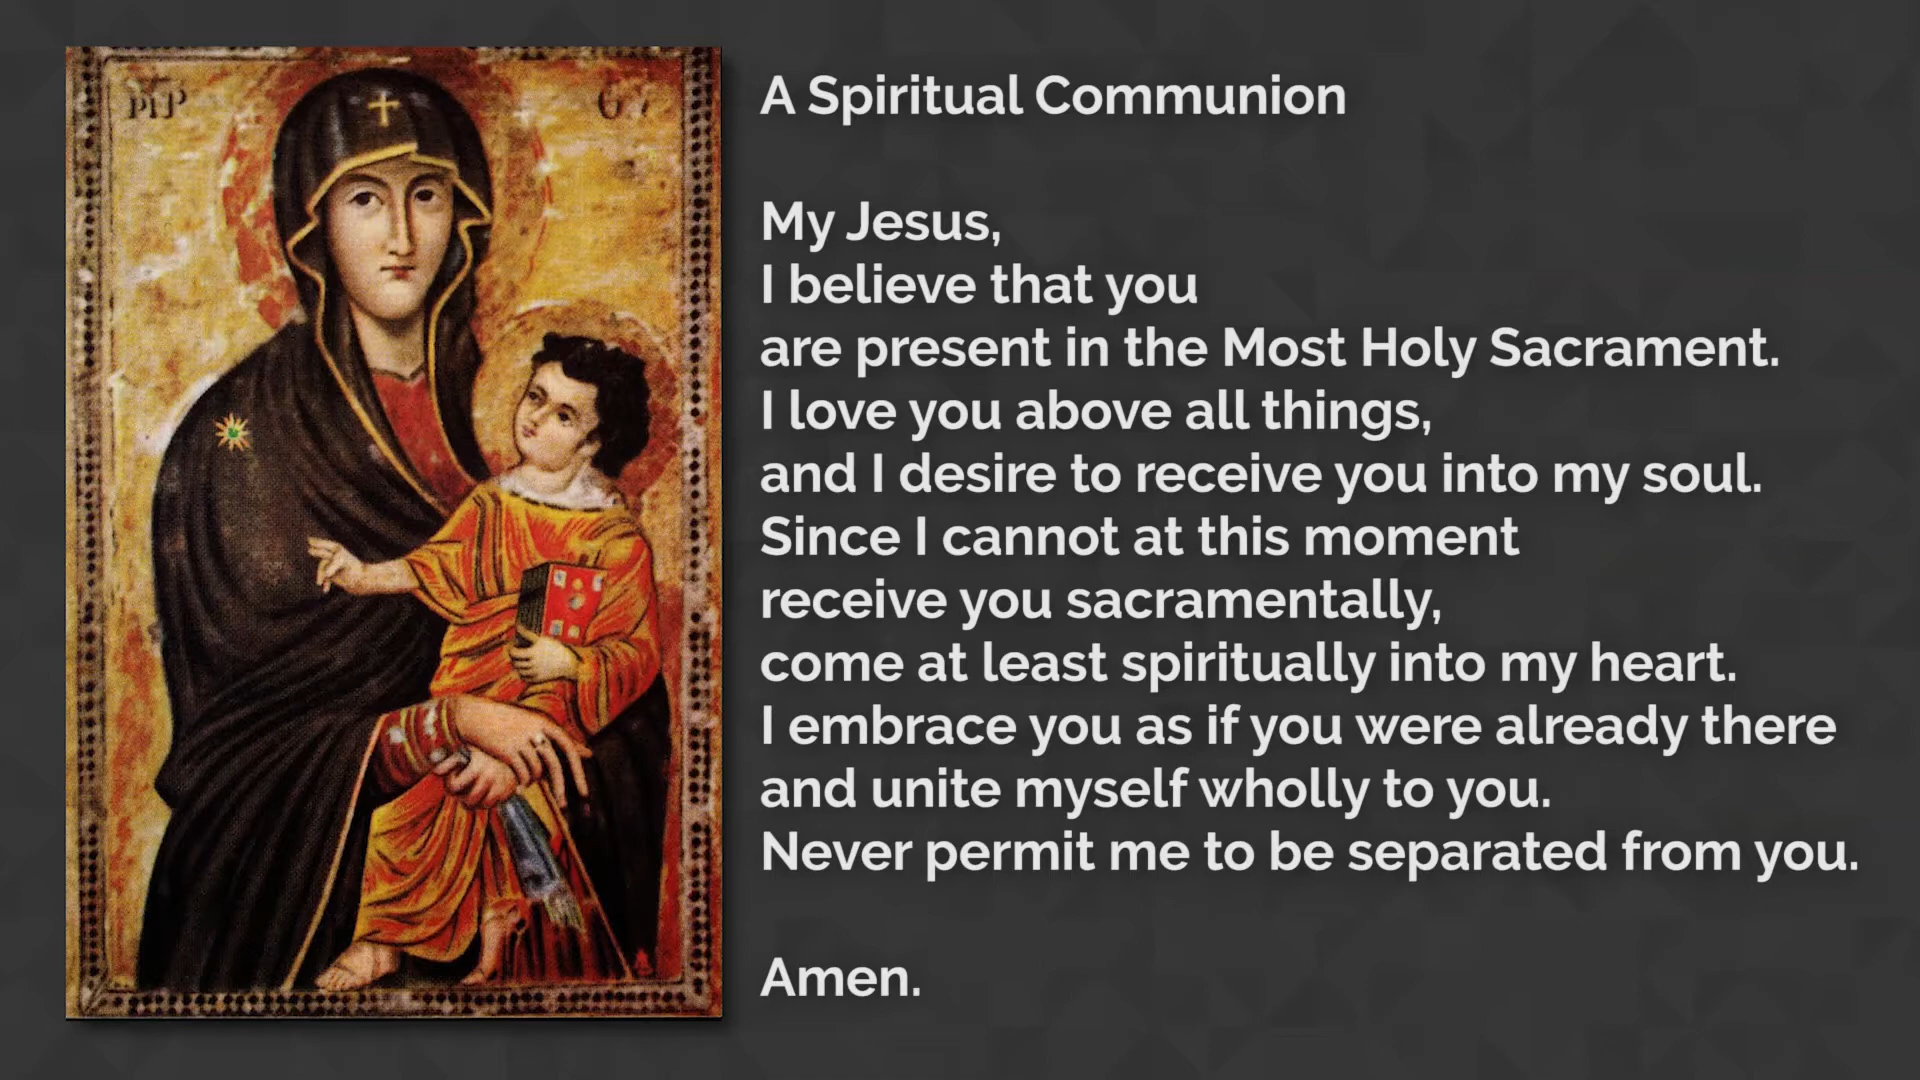 A Spiritual Communion
My Jesus,
I believe that you
are present in the Most Holy Sacrament.
I love you above all things,
and I desire to receive you into my soul.
Since I cannot at this moment
receive you sacramentally,
come at least spiritually into my heart.
I embrace you as if you were already there
and unite myself wholly to you.
Never permit me to be separated from you.
Amen.